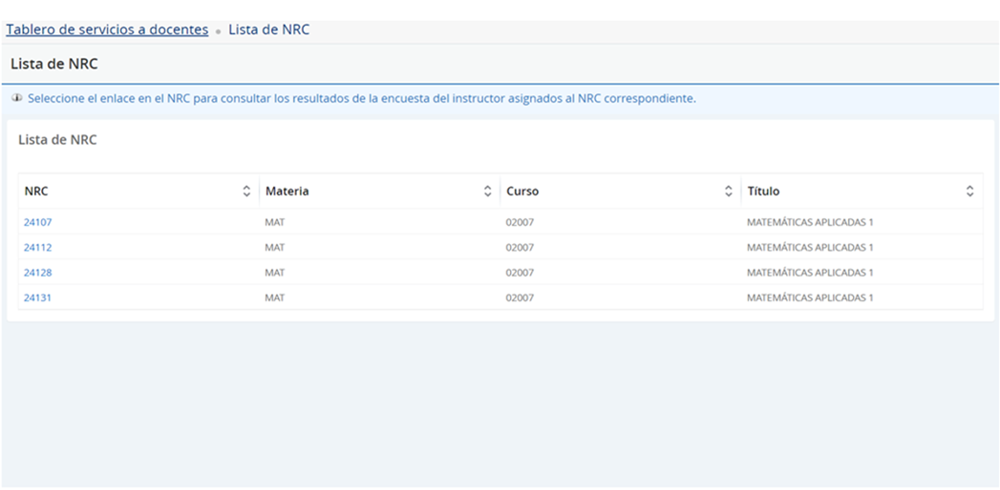 Tablero de servicios a docentes • Lista de NRC
Lista de NRC
Seleccione el enlace en el NRC para consultar los resultados de la encuesta del instructor asignados al NRC correspondiente.
Lista de NRC
NRC Materia Curso Título
24107 MAT 02007 MATEMÁTICAS APLICADAS 1
24112 MAT 02007 MATEMÁTICAS APLICADAS 1
24128 MAT 02007 MATEMÁTICAS APLICADAS 1
24131 MAT 02007 MATEMÁTICAS APLICADAS 1